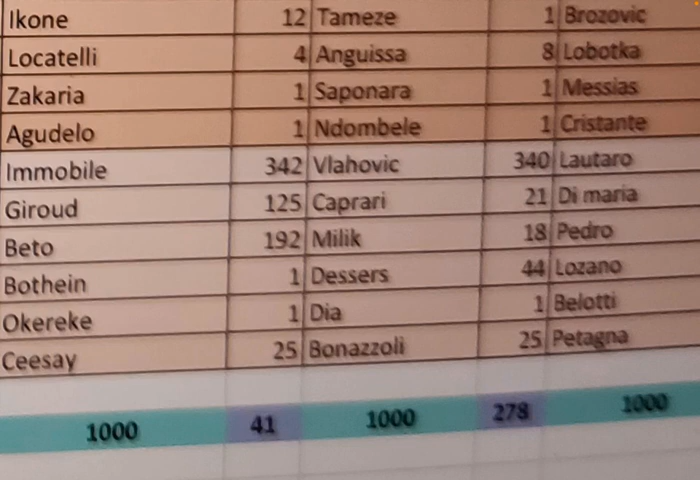 Ikone 12 Tameze 1 Brozovic
Locatelli 4 Anguissa 8 Lobotka
Zakaria 1 Saponara 1 Messias
Agudelo 1 Ndombele 1 Cristante
Immobile 342 Vlahovic 340 Lautaro
Giroud 125 Caprari 21 Di maria
Beto 192 Milik 18 Pedro
Bothein 1 Dessers 44 Lozano
Okereke 1 Dia 1 Belotti
Ceesay 25 Bonazzoli 25 Petagna
1000 41 1000 278 1000